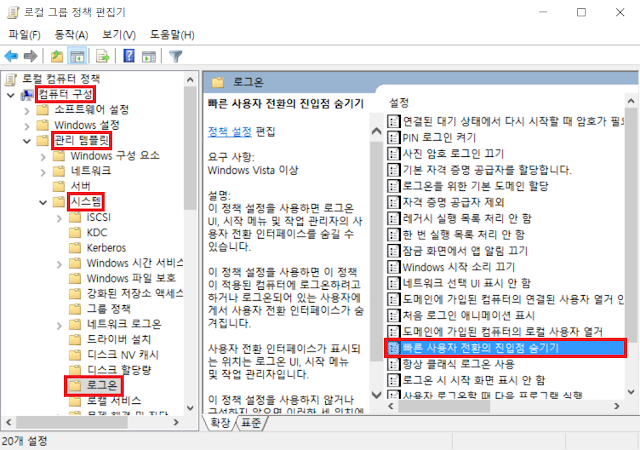 로컬 그룹 정책 편집기
파일(F) 동작(A) 보기(V) 도움말(H)
로컬 컴퓨터 정책
컴퓨터 구성
소프트웨어 설정
Windows 설정
관리 템플릿
Windows 구성 요소
네트워크
서버
시스템
iSCSI
KDC
Kerberos
Windows 시간 서비스
Windows 파일 보호
강화된 저장소 액세스
그룹 정책
네트워크 로그온
드라이버 설치
디스크 NV 캐시
디스크 할당량
로그온
로컬 서비스
로그온
빠른 사용자 전환의 진입점 숨기기
정책 설정 편집
요구 사항:
Windows Vista 이상
설명:
이 정책 설정을 사용하면 로그온
UI, 시작 메뉴 및 작업 관리자의 사
용자 전환 인터페이스를 숨길 수
있습니다.
이 정책 설정을 사용하면 이 정책
이 적용된 컴퓨터에 로그온하려고
하거나 로그온되어 있는 사용자에
게서 사용자 전환 인터페이스가 숨
겨집니다.
사용자 전환 인터페이스가 표시되
는 위치는 로그온 UI, 시작 메뉴
및 작업 관리자입니다.
이 정책 설정을 사용하지 않거나
구성하지 않으면 이러한 세 위치에
설정
연결된 대기 상태에서 다시 시작할 때 암호가 필요
PIN 로그인 켜기
사진 암호 로그인 끄기
기본 자격 증명 공급자를 할당합니다.
로그온을 위한 기본 도메인 할당
자격 증명 공급자 제외
레거시 실행 목록 처리 안 함
한 번 실행 목록 처리 안 함
잠금 화면에서 앱 알림 끄기
Windows 시작 소리 끄기
네트워크 선택 UI 표시 안 함
도메인에 가입된 컴퓨터의 연결된 사용자 열거 안
처음 로그인 애니메이션 표시
도메인에 가입된 컴퓨터의 로컬 사용자 열거
빠른 사용자 전환의 진입점 숨기기
항상 클래식 로그온 사용
로그온 시 시작 화면 표시 안 함
사용자 로그온할 때 다음 프로그램 실행
확장 표준
20개 설정